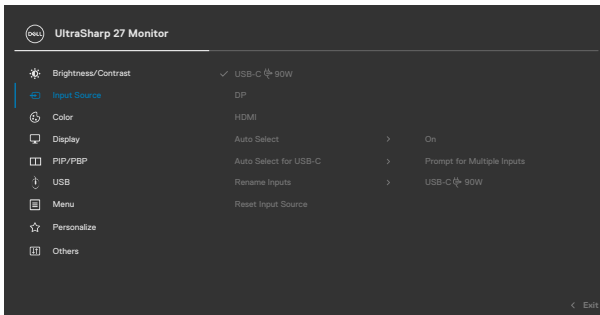 DELL UltraSharp 27 Monitor
Brightness/Contrast USB-C 90W
Input Source DP
Color HDMI
Display Auto Select > On
PIP/PBP Auto Select for USB-C > Prompt for Multiple Inputs
USB Rename Inputs > USB-C 90W
Menu Reset Input Source
Personalize
Others
< Exit